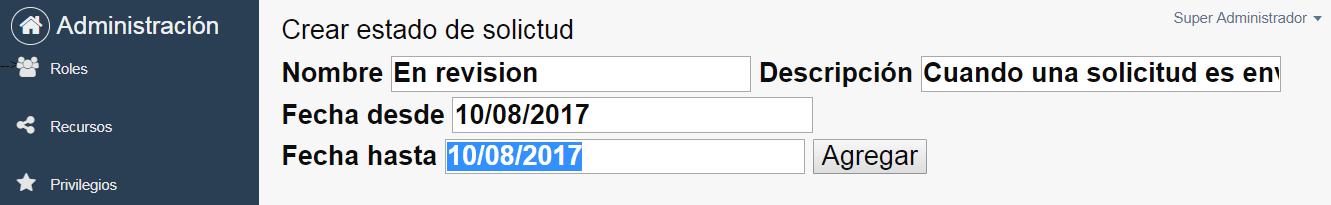 Administración
Super Administrador
Crear estado de solictud
Nombre En revision Descripción Cuando una solicitud es env
Fecha desde 10/08/2017
Fecha hasta 10/08/2017 Agregar
-->
Roles
Recursos
Privilegios